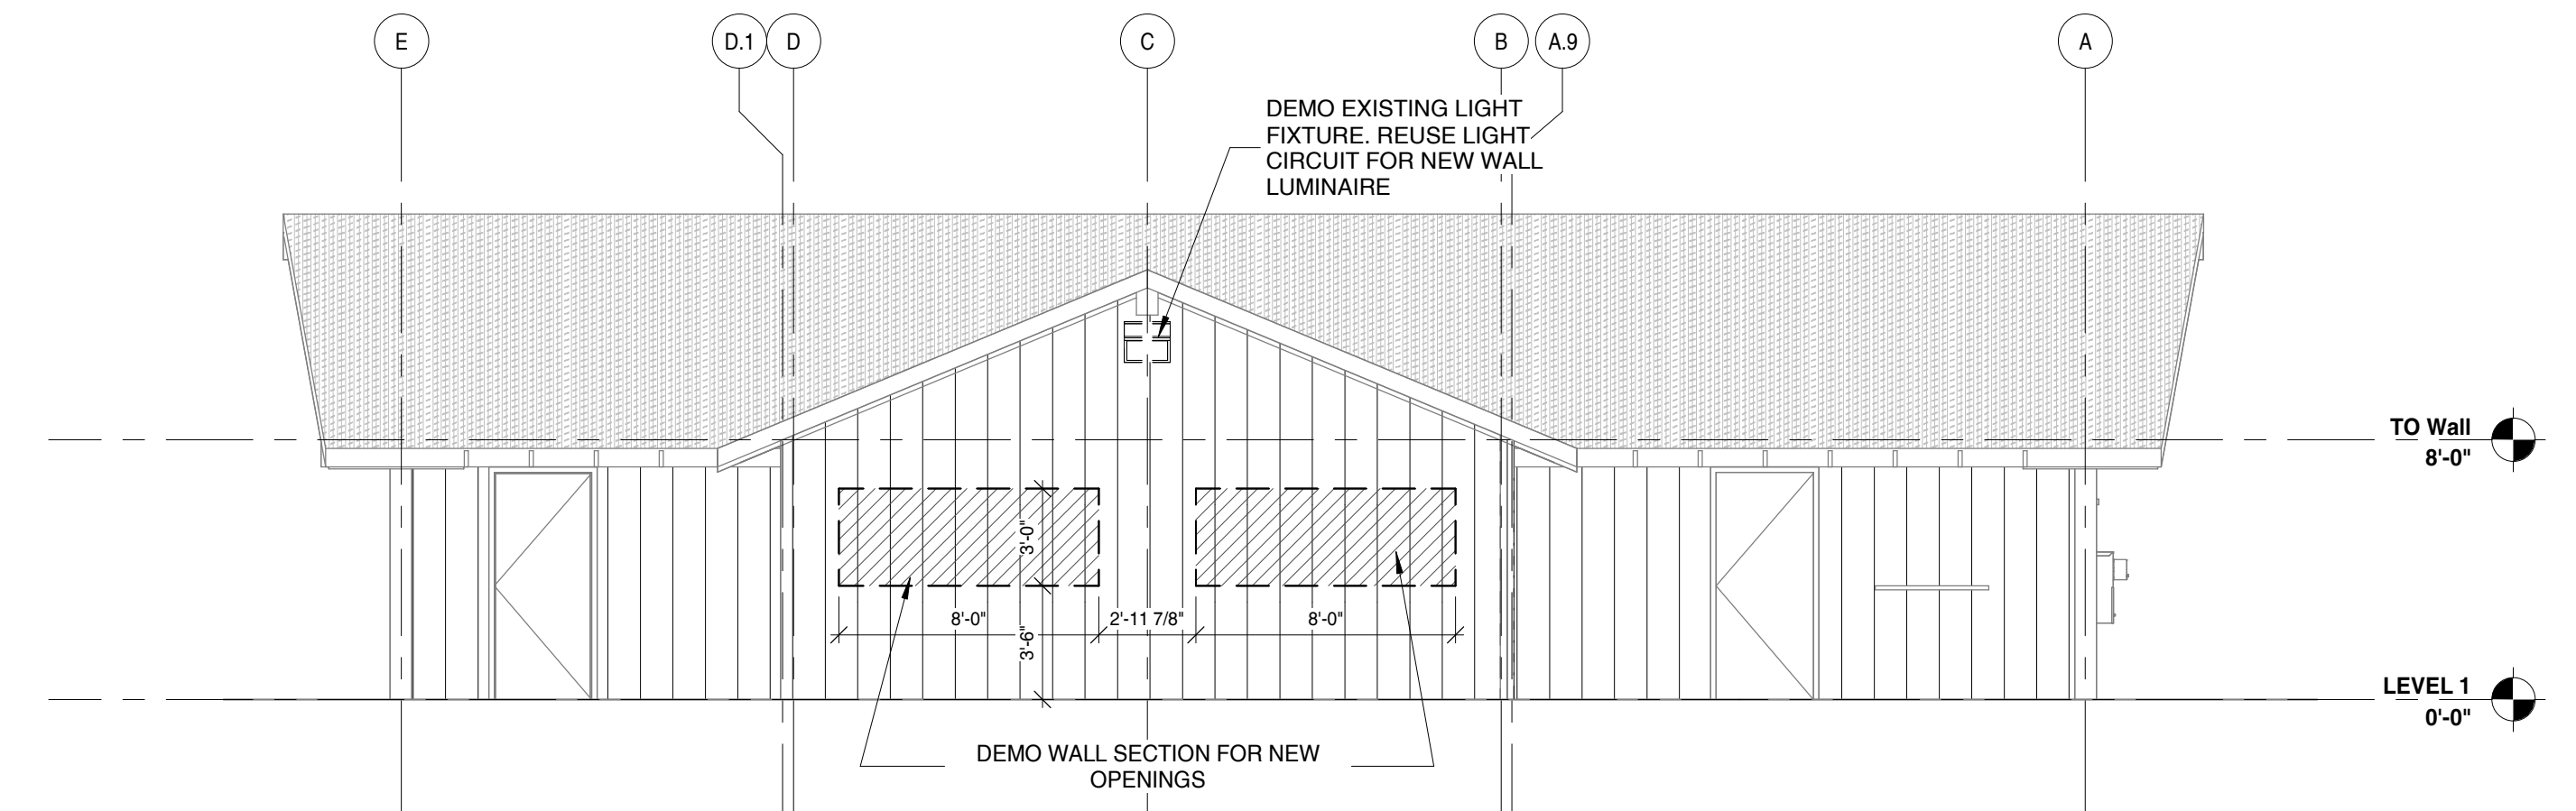 E
D.1
D
C
B
A.9
A
DEMO EXISTING LIGHT
FIXTURE. REUSE LIGHT
CIRCUIT FOR NEW WALL
LUMINAIRE
TO Wall
8'-0"
3'-0"
8'-0"
2'-11 7/8"
8'-0"
3'-6"
LEVEL 1
0'-0"
DEMO WALL SECTION FOR NEW
OPENINGS